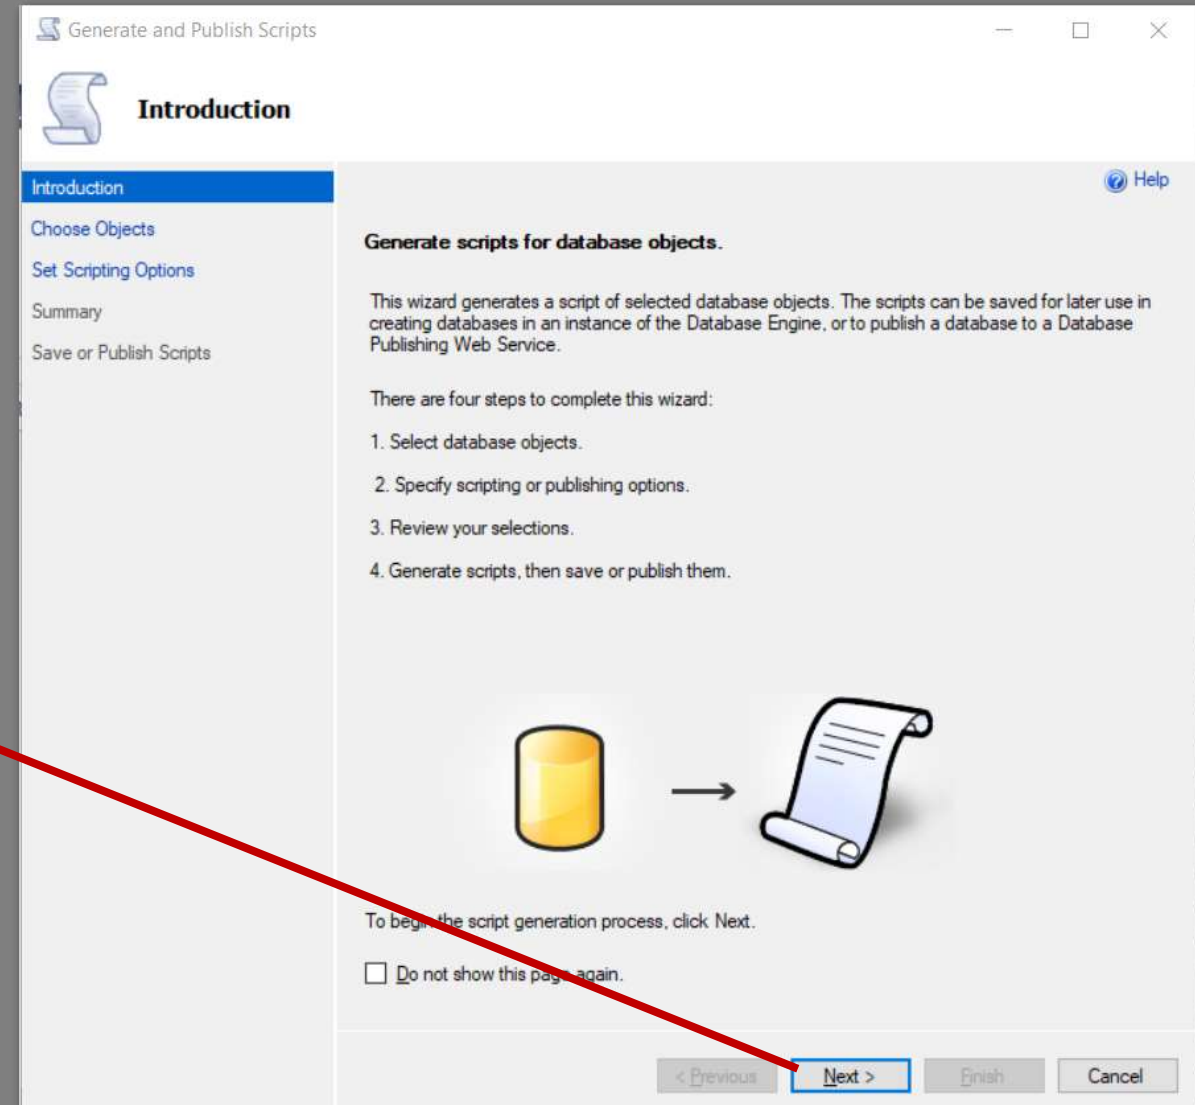 Generate and Publish Scripts
Introduction
Introduction
Choose Objects
Set Scripting Options
Summary
Save or Publish Scripts
Help
Generate scripts for database objects.
This wizard generates a script of selected database objects. The scripts can be saved for later use in
creating databases in an instance of the Database Engine, or to publish a database to a Database
Publishing Web Service.
There are four steps to complete this wizard:
1. Select database objects.
2. Specify scripting or publishing options.
3. Review your selections.
4. Generate scripts, then save or publish them.
To begin the script generation process, click Next.
Do not show this page again.
< Previous Next > Finish Cancel